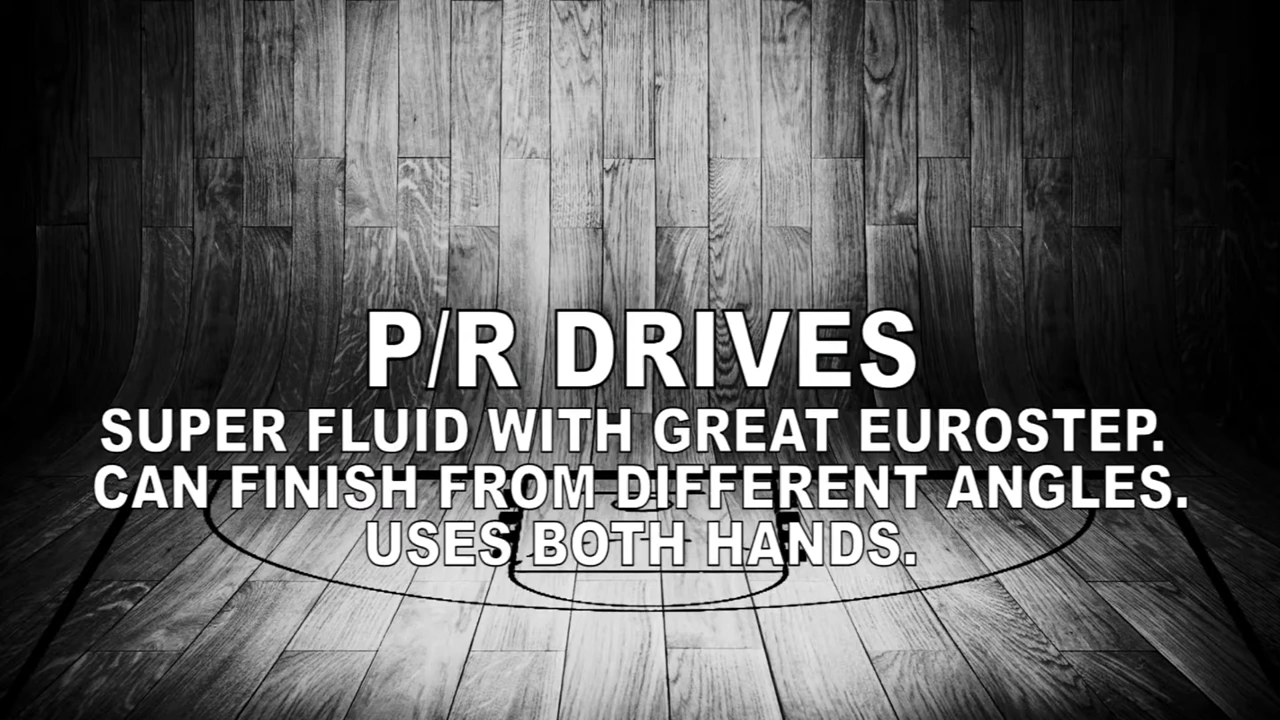 P/R DRIVES
SUPER FLUID WITH GREAT EUROSTEP.
CAN FINISH FROM DIFFERENT ANGLES.
USES BOTH HANDS.